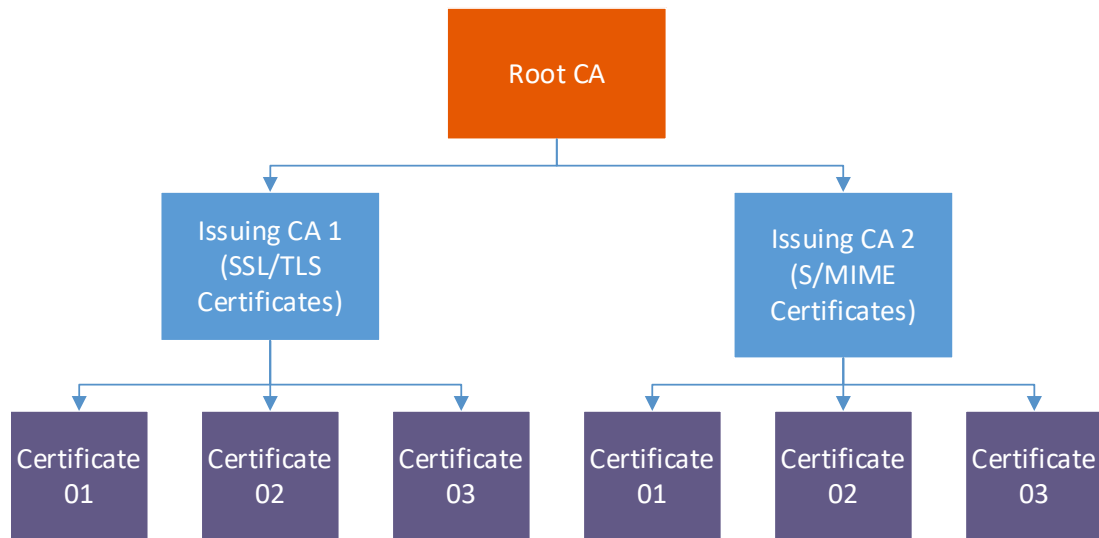 Root CA
Issuing CA 1
(SSL/TLS
Certificates)
Issuing CA 2
(S/MIME
Certificates)
Certificate
01
Certificate
02
Certificate
03
Certificate
01
Certificate
02
Certificate
03